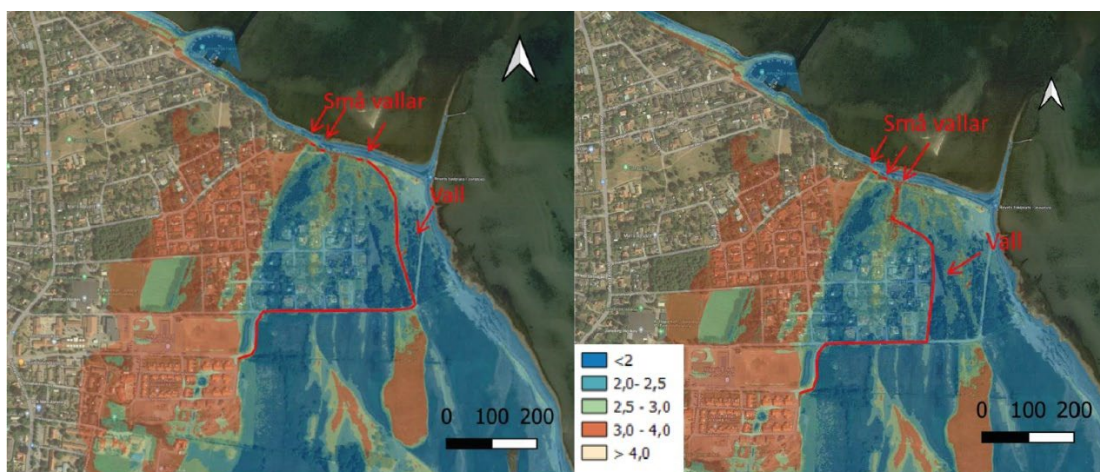 Små vallar
Vall
0 100 200
Små vallar
Vall
<2
2,0- 2,5
2,5 - 3,0
3,0 - 4,0
> 4,0
0 100 200